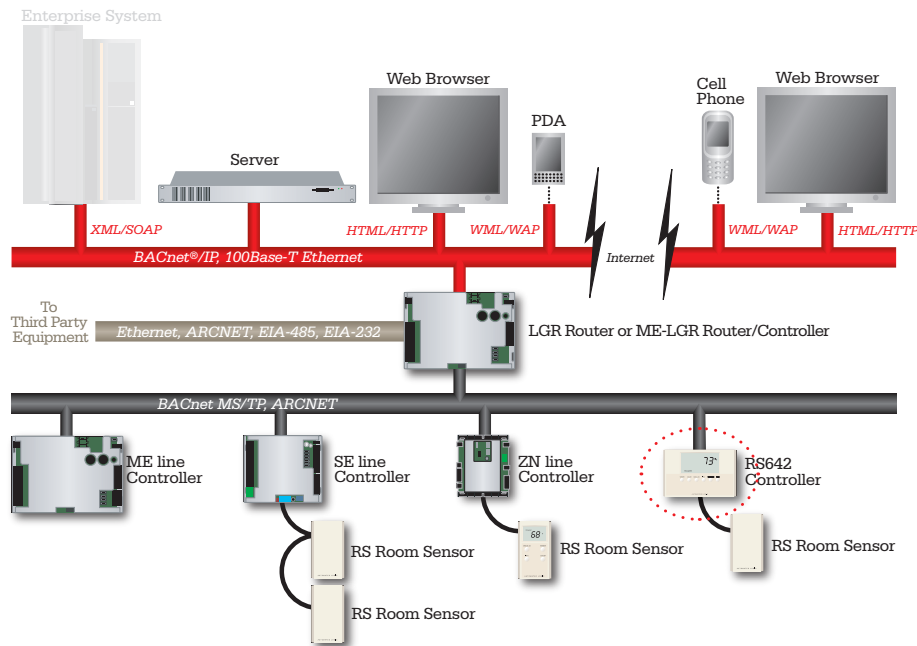 Enterprise System
Web Browser
Cell
Phone
Web Browser
PDA
Server
XML/SOAP
HTML/HTTP
WML/WAP
WML/WAP
HTML/HTTP
BACnet®/IP, 100Base-T Ethernet
Internet
To
Third Party
Equipment
Ethernet, ARCNET, EIA-485, EIA-232
LGR Router or ME-LGR Router/Controller
BACnet MS/TP, ARCNET
ME line
Controller
SE line
Controller
ZN line
Controller
73
RS642
Controller
68
RS Room Sensor
RS Room Sensor
RS Room Sensor
RS Room Sensor